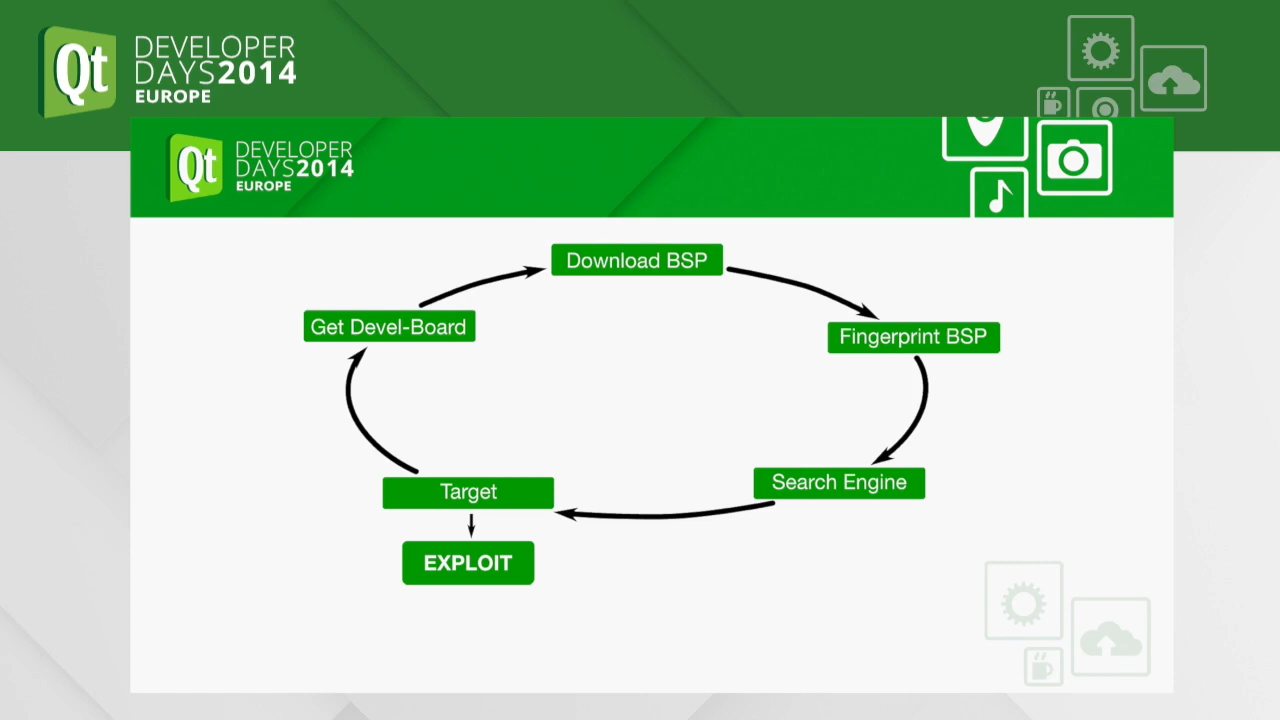 Qt
DEVELOPER
DAYS2014
EUROPE
Qt
DEVELOPER
DAYS2014
EUROPE
Download BSP
Get Devel-Board
Fingerprint BSP
Search Engine
Target
EXPLOIT